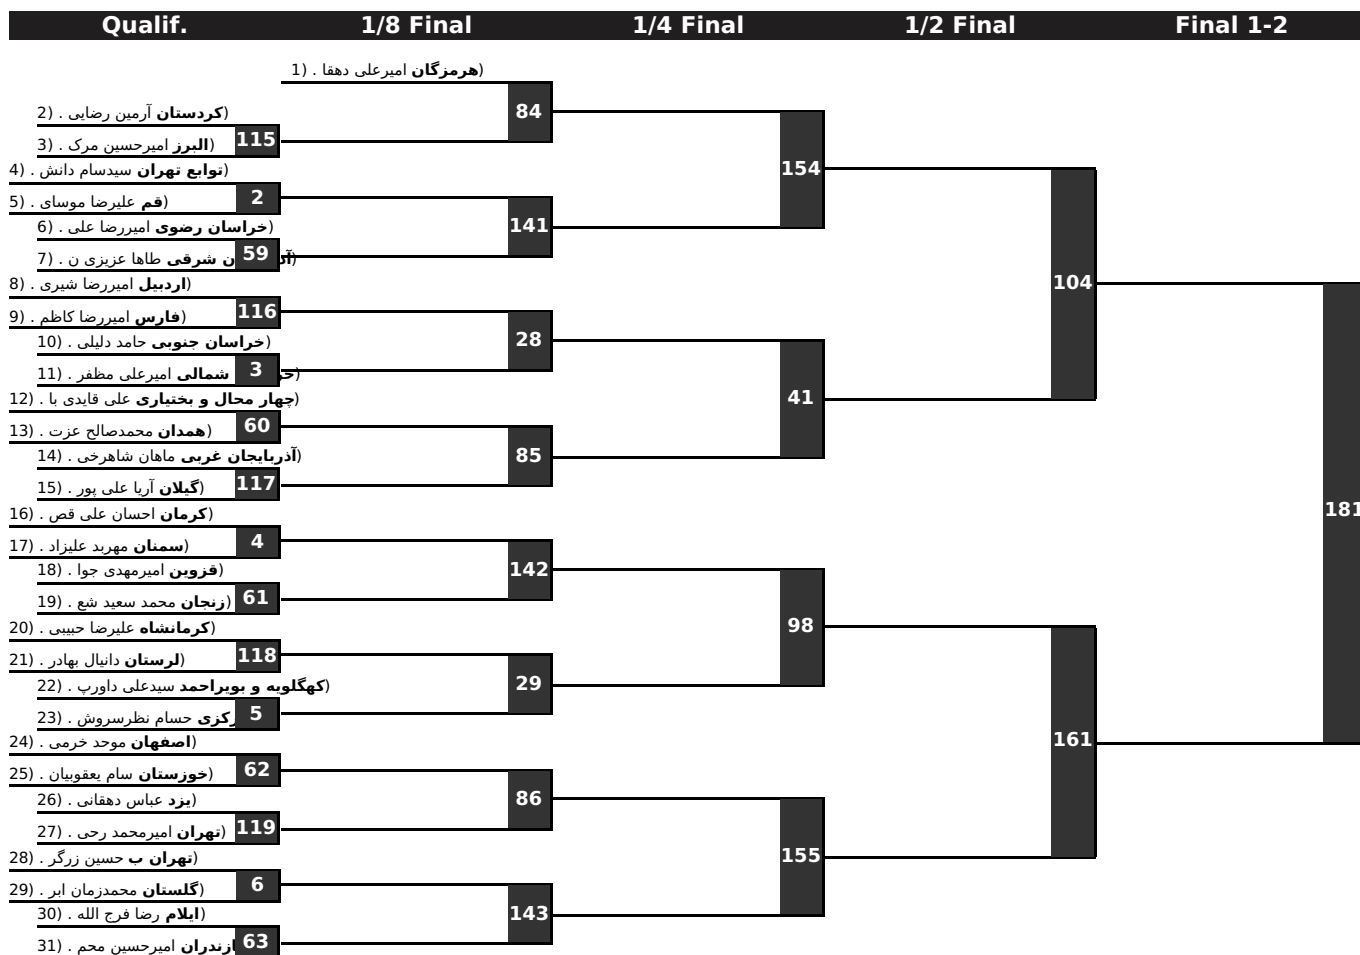 Qualif. 1/8 Final 1/4 Final 1/2 Final Final 1-2
1) . امیرعلی دهقا هرمزگان)
84
2) . آرمین رضایی کردستان)
115
3) . امیرحسین مرک البرز)
154
4) . سیدسام دانش توابع تهران)
2
5) . علیرضا موسای قم)
141
6) . امیررضا علی خراسان رضوی)
59
7) . طاها عزیزی ن شرقی)
104
8) . امیررضا شیری اردبیل)
116
9) . امیررضا کاظم فارس)
28
10) . حامد دلیلی خراسان جنوبی)
3
11) . امیرعلی مظفر شمالی)
41
12) . علی قایدی با چهار محال و بختیاری)
60
13) . محمدصالح عزت همدان)
85
14) . ماهان شاهرخی آذربایجان غربی)
117
15) . آریا علی پور گیلان)
181
16) . احسان علی قص کرمان)
4
17) . مهربد علیزاد سمنان)
142
18) . امیرمهدی جوا قزوین)
61
19) . محمد سعید شع زنجان)
98
20) . علیرضا حبیبی کرمانشاه)
118
21) . دانیال بهادر لرستان)
29
22) . سیدعلی داورپ کهگلویه و بویراحمد)
5
23) . حسام نظرسروش
161
24) . موحد خرمی اصفهان)
62
25) . سام یعقوبیان خوزستان)
86
26) . عباس دهقانی یزد)
119
27) . امیرمحمد رحی تهران)
155
28) . حسین زرگر تهران ب)
6
29) . محمدزمان ابر گلستان)
143
30) . رضا فرج الله ایلام)
63
31) . امیرحسین محم